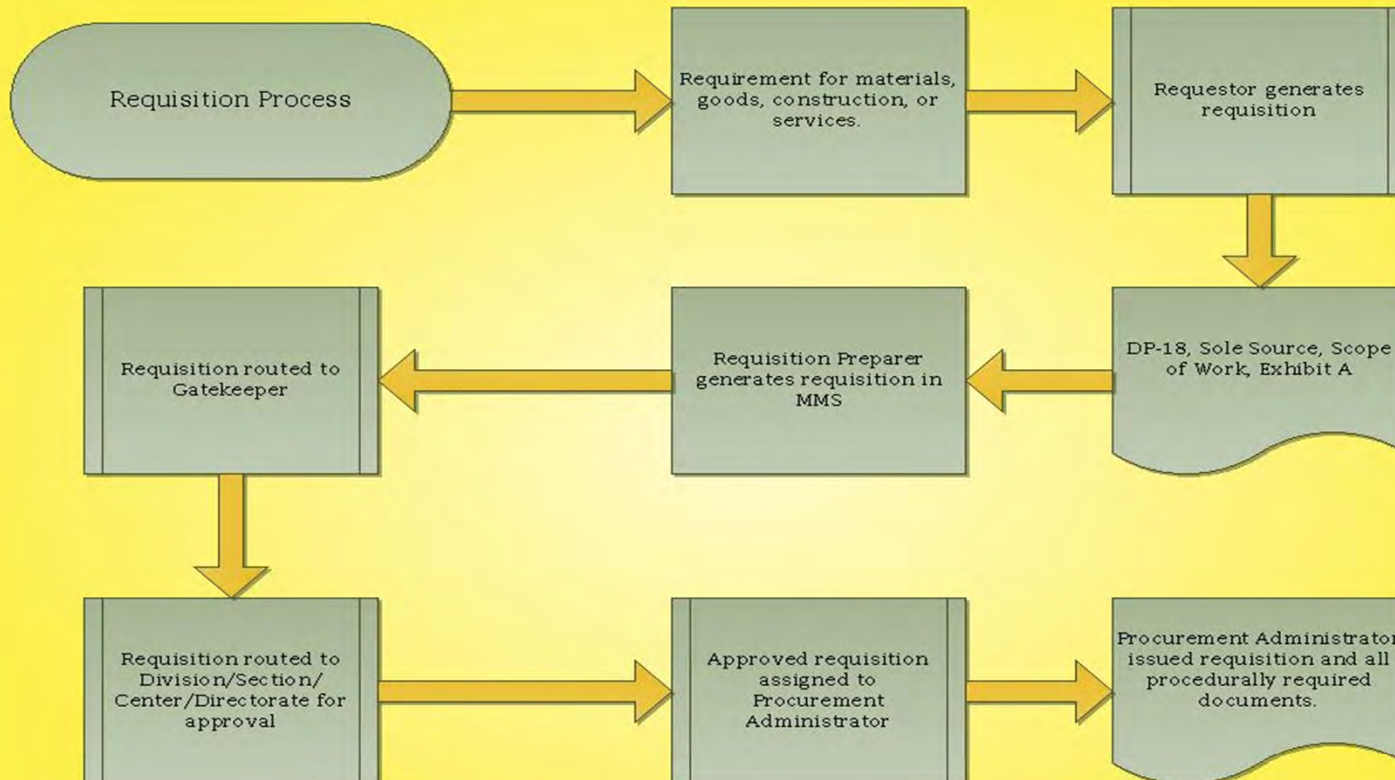 Requisition Process
Requirement for materials,
goods, construction, or
services.
Requestor generates
requisition
DP-18, Sole Source, Scope
of Work, Exhibit A
Requisition Preparer
generates requisition in
MMS
Requisition routed to
Gatekeeper
Requisition routed to
Division/Section/
Center/Directorate for
approval
Approved requisition
assigned to
Procurement
Administrator
Procurement Administrator
issued requisition and all
procedurally required
documents.